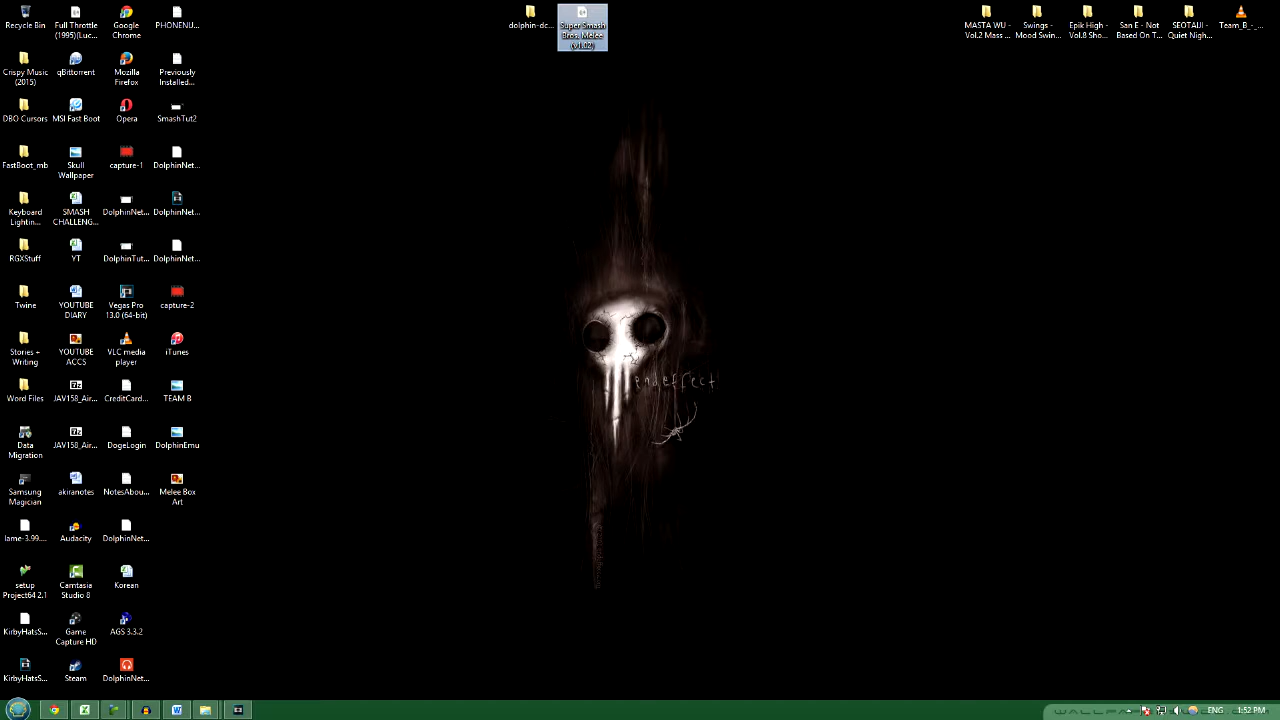 Recycle Bin
Full Throttle
(1995)(Luc...
Google
Chrome
PHONENU...
Crispy Music
(2015)
qBittorrent
Mozilla
Firefox
Previously
Installed...
DBO Cursors
MSI Fast Boot
Opera
SmashTut2
FastBoot_mb
Skull
Wallpaper
capture-1
DolphinNet...
Keyboard
Lightin...
SMASH
CHALLENG...
DolphinNet...
DolphinNet...
RGXStuff
YT
DolphinTut...
DolphinNet...
Twine
YOUTUBE
DIARY
Vegas Pro
13.0 (64-bit)
capture-2
Stories +
Writing
YOUTUBE
ACCS
VLC media
player
iTunes
Word Files
JAV158_Air...
CreditCard...
TEAM B
Data
Migration
JAV158_Air...
DogeLogin
DolphinEmu
Samsung
Magician
akiranotes
NotesAbou...
Melee Box
Art
lame-3.99...
Audacity
DolphinNet...
setup
Project64 2.1
Camtasia
Studio 8
Korean
KirbyHatsS...
Game
Capture HD
AGS 3.3.2
KirbyHatsS...
Steam
DolphinNet...
dolphin-dc...
Super Smash
Bros. Melee
(v1.02)
MASTA WU -
Vol.2 Mass ...
Swings -
Mood Swin...
Epik High -
Vol.8 Sho...
San E - Not
Based On T...
SEOTAIJI -
Quiet Nigh...
Team_B_-_...
endeffect
ENG
1:52 PM